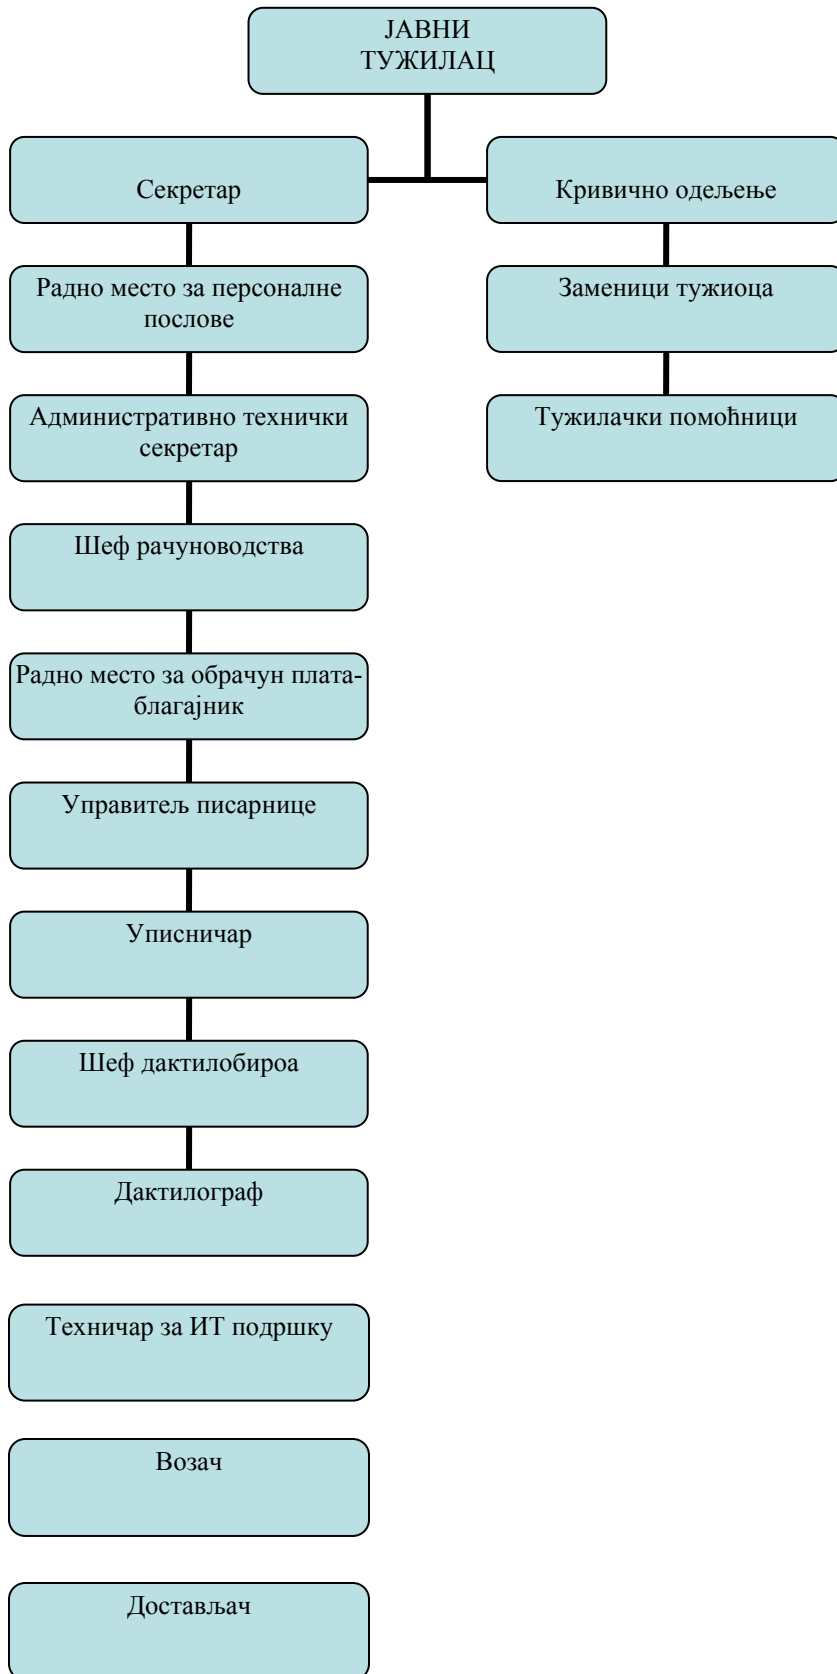 ЈАВНИ
ТУЖИЛАЦ
Секретар
Кривично одељење
Радно место за персоналне
послове
Заменици тужиоца
Административно технички
секретар
Тужилачки помоћници
Шеф рачуноводства
Радно место за обрачун плата-
благајник
Управитељ писарнице
Уписничар
Шеф дактилобироа
Дактилограф
Техничар за ИТ подршку
Возач
Достављач